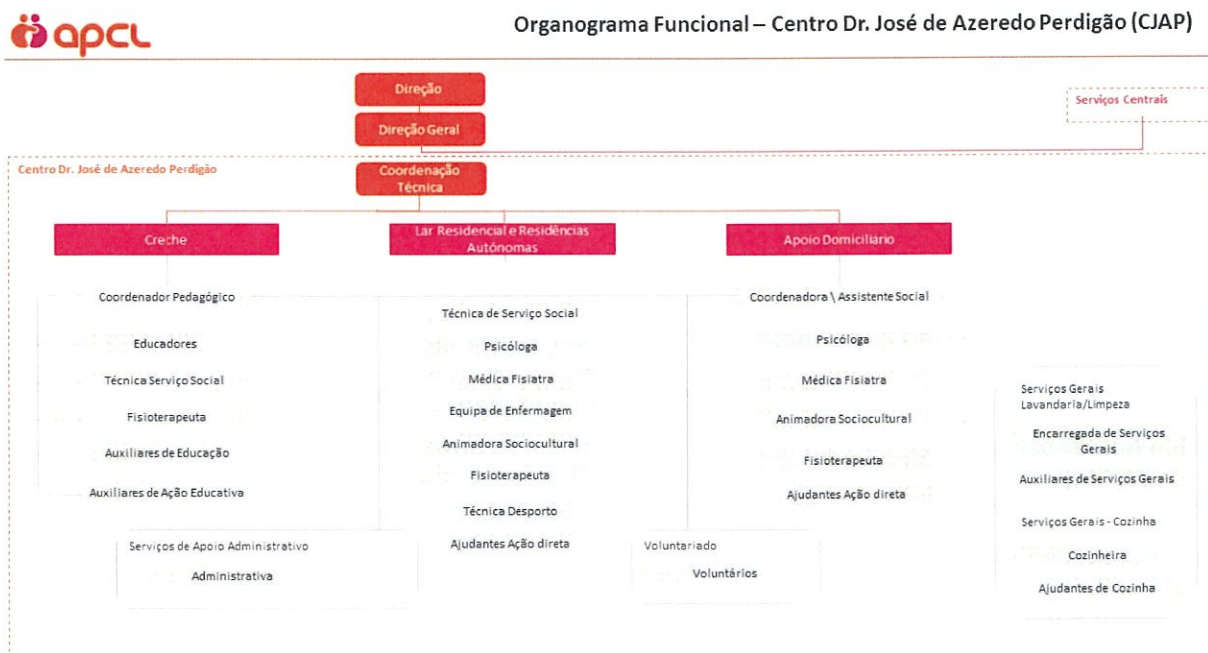 apcl
Organograma Funcional – Centro Dr. José de Azeredo Perdigão (CJAP)
Direção
Serviços Centrais
Direção Geral
Centro Dr. José de Azeredo Perdigão
Coordenação
Técnica
Creche
Lar Residencial e Residências
Autónomas
Apoio Domiciliário
Coordenador Pedagógico
Educadores
Técnica Serviço Social
Fisioterapeuta
Auxiliares de Educação
Auxiliares de Ação Educativa
Técnica de Serviço Social
Psicóloga
Médica Fisiatra
Equipa de Enfermagem
Animadora Sociocultural
Fisioterapeuta
Técnica Desporto
Ajudantes Ação direta
Coordenadora \ Assistente Social
Psicóloga
Médica Fisiatra
Animadora Sociocultural
Fisioterapeuta
Ajudantes Ação direta
Serviços Gerais
Lavandaria/Limpeza
Encarregada de Serviços
Gerais
Auxiliares de Serviços Gerais
Serviços Gerais - Cozinha
Cozinheira
Ajudantes de Cozinha
Serviços de Apoio Administrativo
Administrativa
Voluntariado
Voluntários